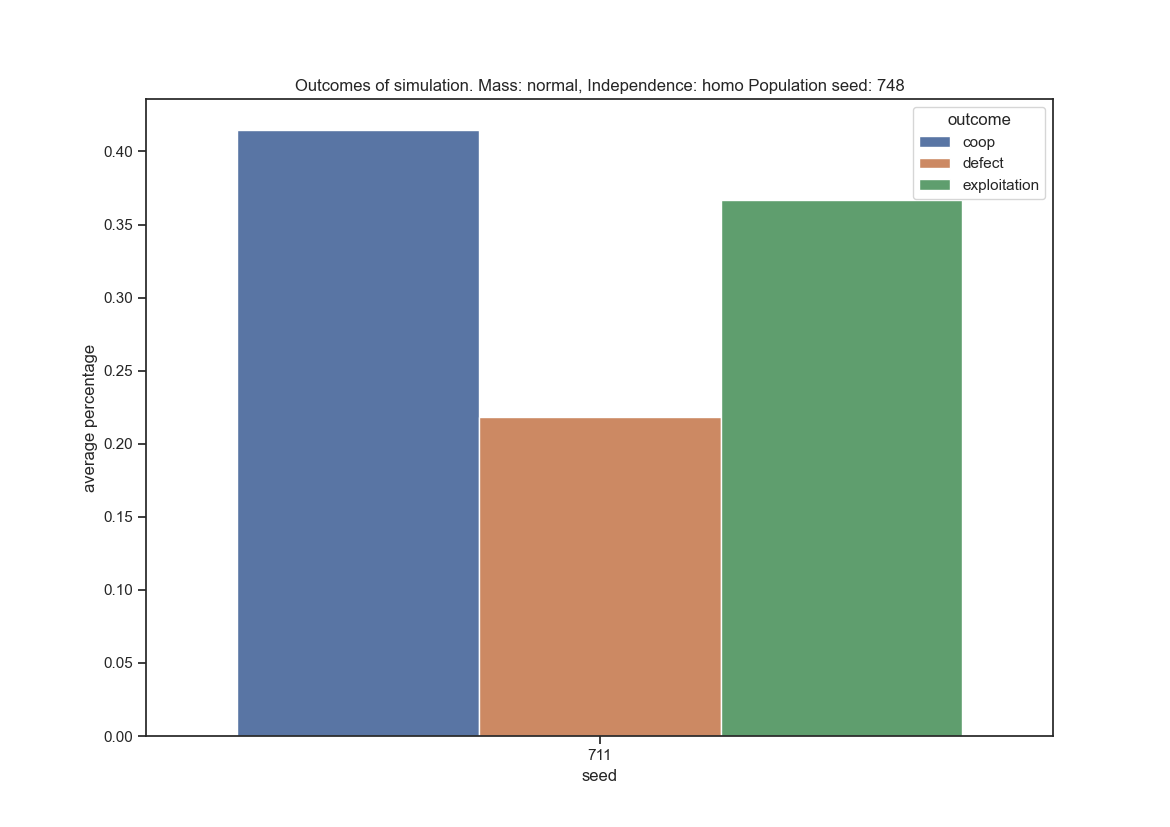 Outcomes of simulation. Mass: normal, Independence: homo Population seed: 748
outcome
coop
defect
exploitation
0.40
0.35
0.30
0.25
0.20
0.15
0.10
0.05
0.00
average percentage
711
seed